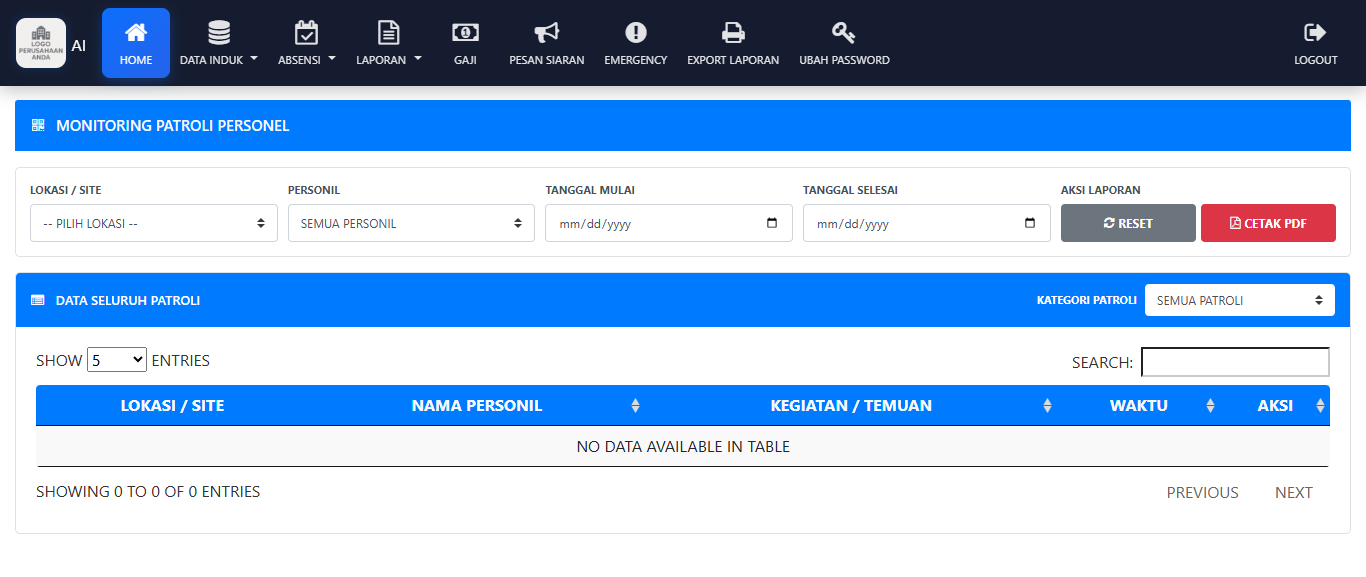 LOGO
PERUSAHAAN
ANDA
AI
HOME
DATA INDUK
ABSENSI
LAPORAN
GAJI
PESAN SIARAN
EMERGENCY
EXPORT LAPORAN
UBAH PASSWORD
LOGOUT
MONITORING PATROLI PERSONEL
LOKASI / SITE
PERSONIL
TANGGAL MULAI
TANGGAL SELESAI
AKSI LAPORAN
-- PILIH LOKASI --
SEMUA PERSONIL
mm/dd/yyyy
mm/dd/yyyy
RESET
CETAK PDF
DATA SELURUH PATROLI
KATEGORI PATROLI
SEMUA PATROLI
SHOW 5 ENTRIES
SEARCH:
LOKASI / SITE
NAMA PERSONIL
KEGIATAN / TEMUAN
WAKTU
AKSI
NO DATA AVAILABLE IN TABLE
SHOWING 0 TO 0 OF 0 ENTRIES
PREVIOUS
NEXT